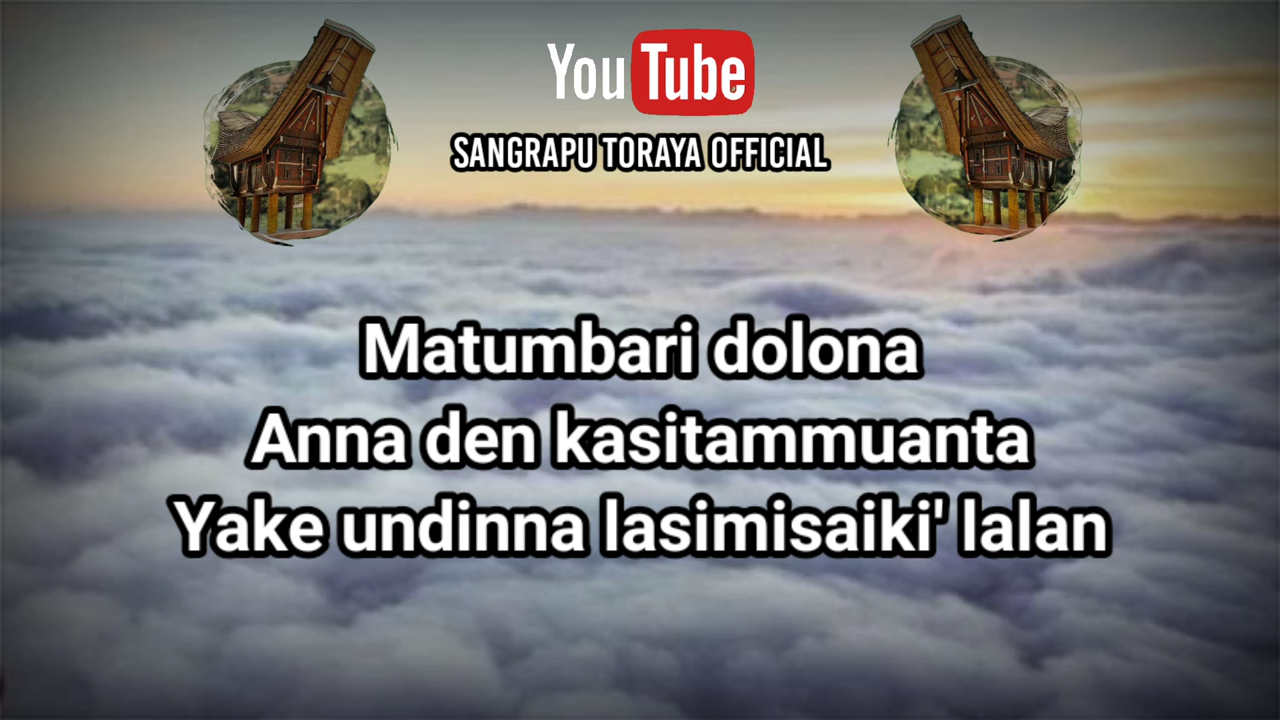 YouTube
SANGRAPU TORAYA OFFICIAL
Matumbari dolona
Anna den kasitammuanta
Yake undinna lasimisaiki' lalan